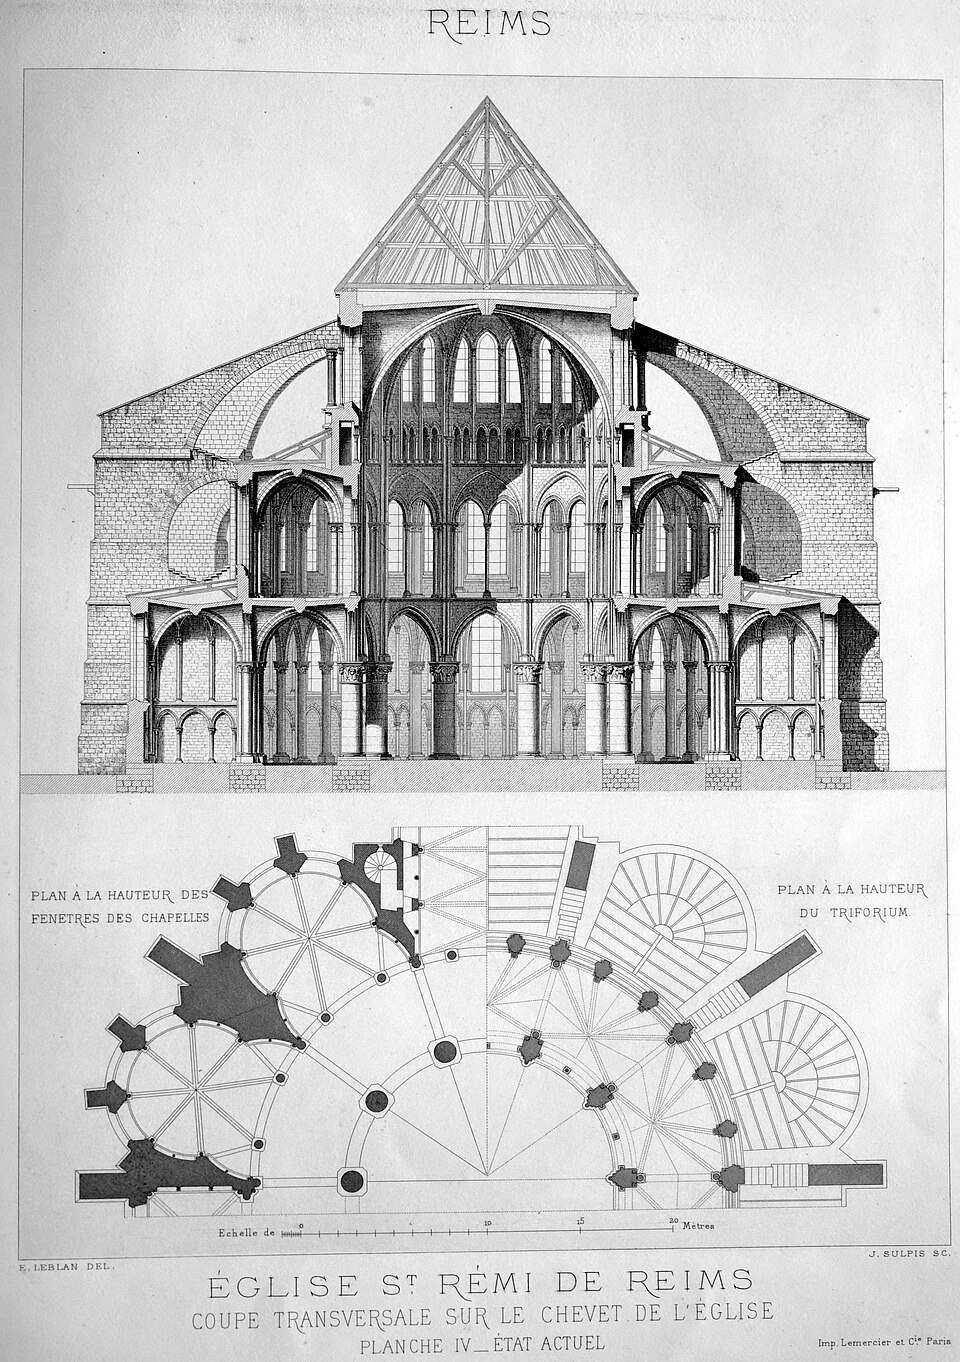 REIMS
PLAN À LA HAUTEUR DES
FENETRES DES CHAPELLES
PLAN À LA HAUTEUR
DU TRIFORIUM.
Echelle de
0
10
15
20
Mètres
E. LEBLAN DEL.
J. SULPIS SC.
ÉGLISE ST RÉMI DE REIMS
COUPE TRANSVERSALE SUR LE CHEVET DE L'ÉGLISE
PLANCHE IV_ ÉTAT ACTUEL
Imp. Lemercier et Cie Paris